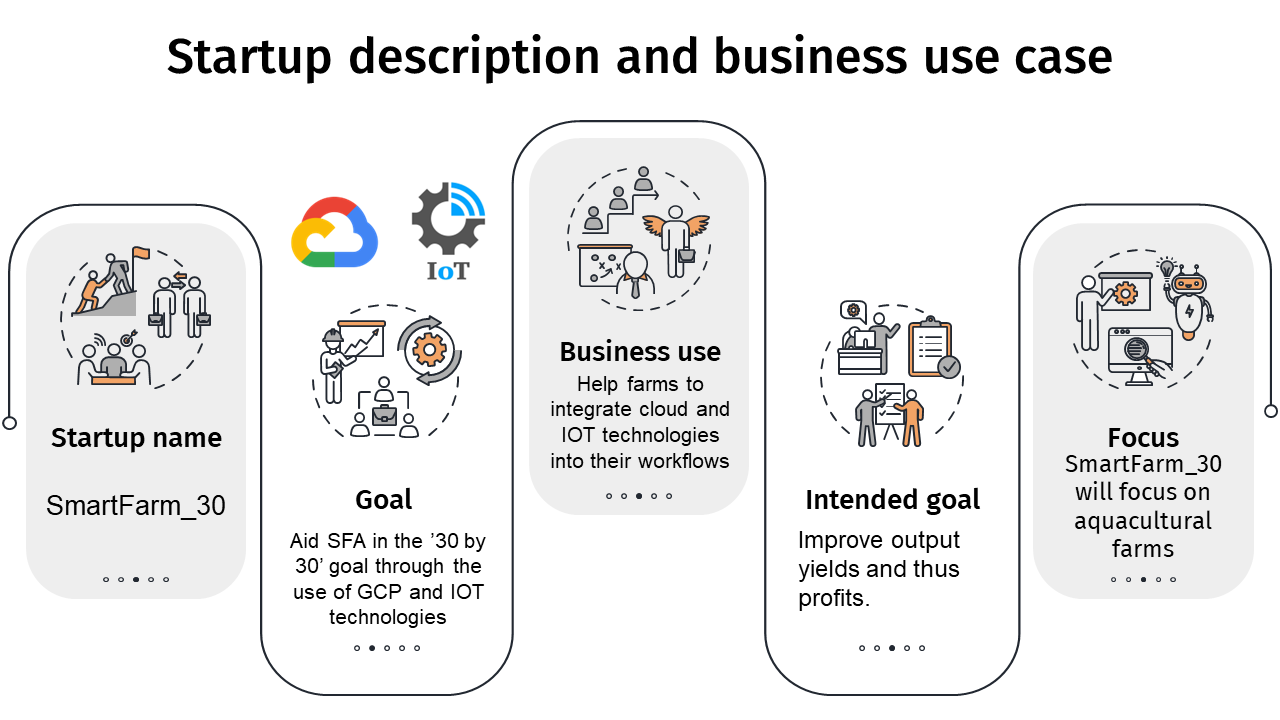 Startup description and business use case
Startup name
SmartFarm_30
IoT
Goal
Aid SFA in the ’30 by
30’ goal through the
use of GCP and IOT
technologies
Business use
Help farms to
integrate cloud and
IOT technologies
into their workflows
Intended goal
Improve output
yields and thus
profits.
Focus
SmartFarm_30
will focus on
aquacultural
farms